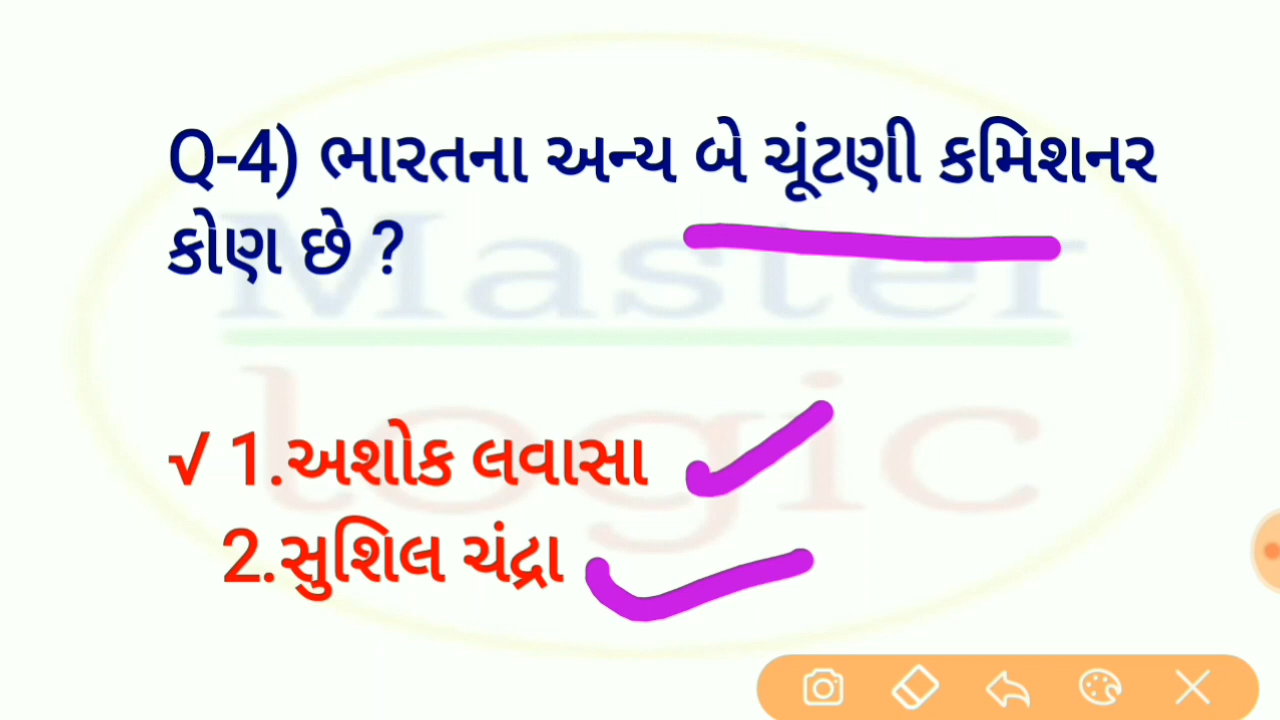 Q-4) ભારતના અન્ય બે ચૂંટણી કમિશનર
કોણ છે ?
Master
logic
√ 1.અશોક લવાસા
2.સુશિલ ચંદ્રા